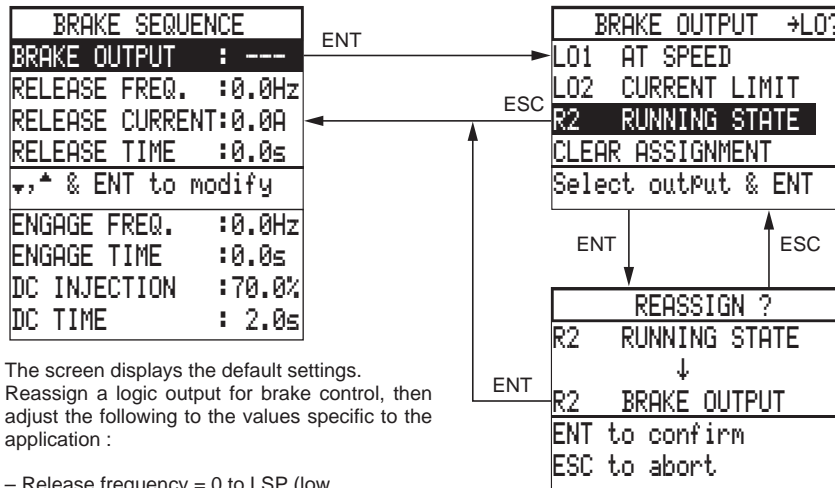 BRAKE SEQUENCE
BRAKE OUTPUT : ---
RELEASE FREQ. :0.0Hz
RELEASE CURRENT:0.0A
RELEASE TIME :0.0s
▼,▲ & ENT to modify
ENGAGE FREQ. :0.0Hz
ENGAGE TIME :0.0s
DC INJECTION :70.0%
DC TIME : 2.0s
ENT
ESC
BRAKE OUTPUT →LO?
LO1 AT SPEED
LO2 CURRENT LIMIT
R2 RUNNING STATE
CLEAR ASSIGNMENT
Select output & ENT
ENT
ESC
REASSIGN ?
R2 RUNNING STATE
↓
R2 BRAKE OUTPUT
ENT to confirm
ESC to abort
ENT
The screen displays the default settings.
Reassign a logic output for brake control, then
adjust the following to the values specific to the
application :
– Release frequency = 0 to LSP (low